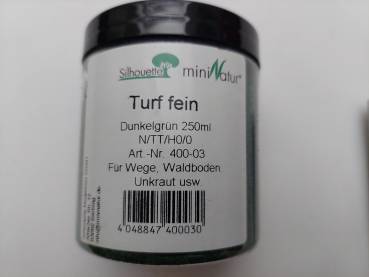 Silhouette miniNatur®
Turf fein
Dunkelgrün 250ml
N/TT/H0/0
Art.-Nr. 400-03
Für Wege, Waldboden.
Unkraut usw.
4 048847 400030